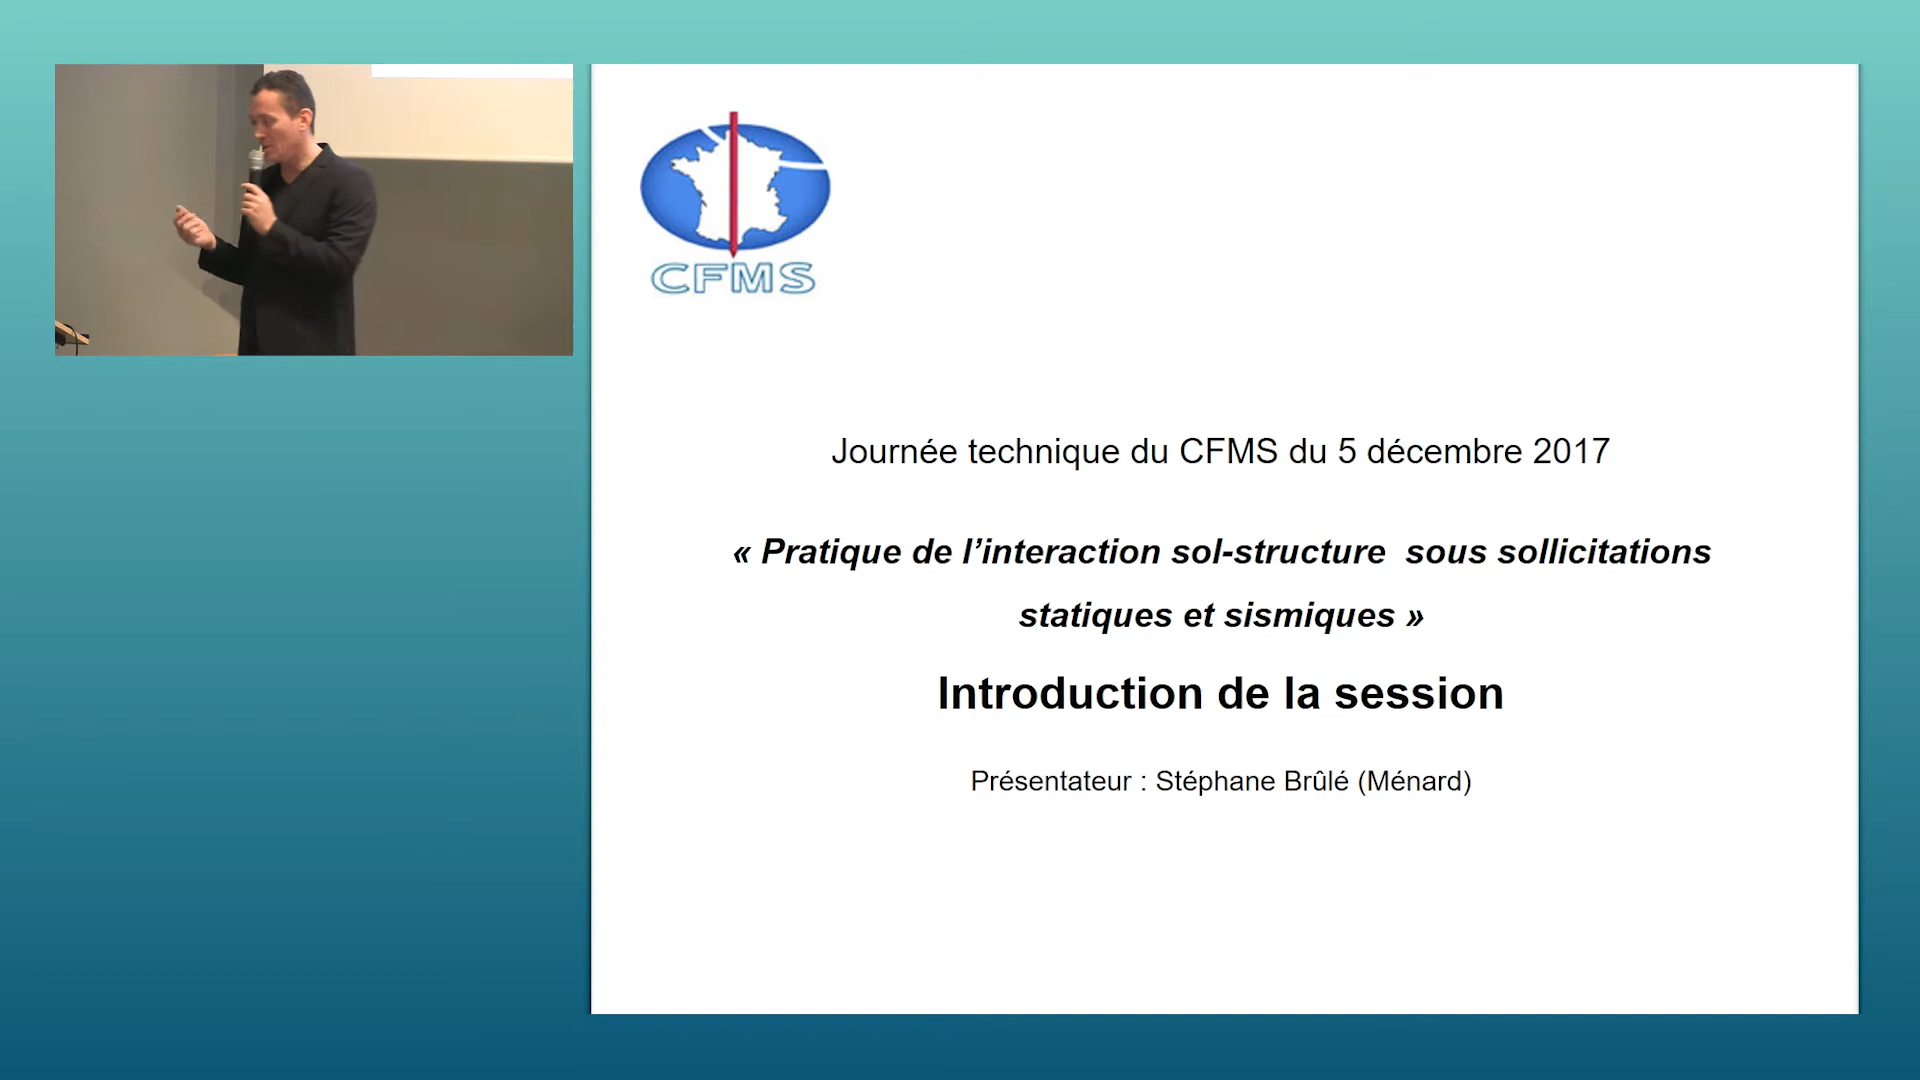 CFMS
Journée technique du CFMS du 5 décembre 2017
« Pratique de l’interaction sol-structure  sous sollicitations
statiques et sismiques »
Introduction de la session
Présentateur : Stéphane Brûlé (Ménard)